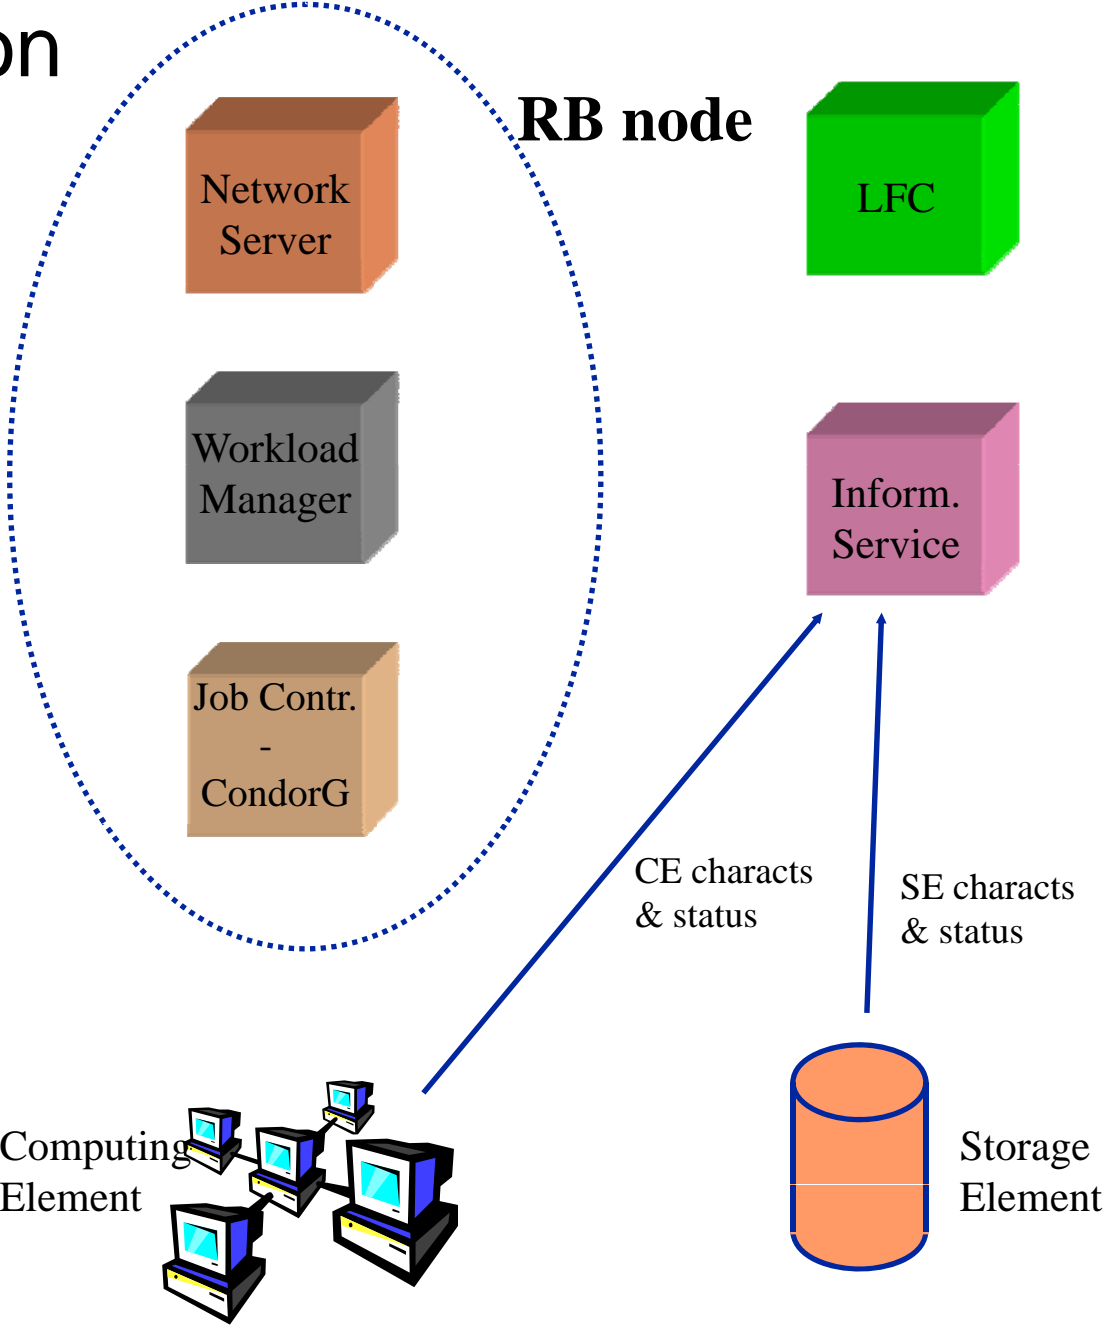 on
RB node
Network
Server
LFC
Workload
Manager
Inform.
Service
Job Contr.
-
CondorG
CE characts
& status
SE characts
& status
Computing
Element
Storage
Element